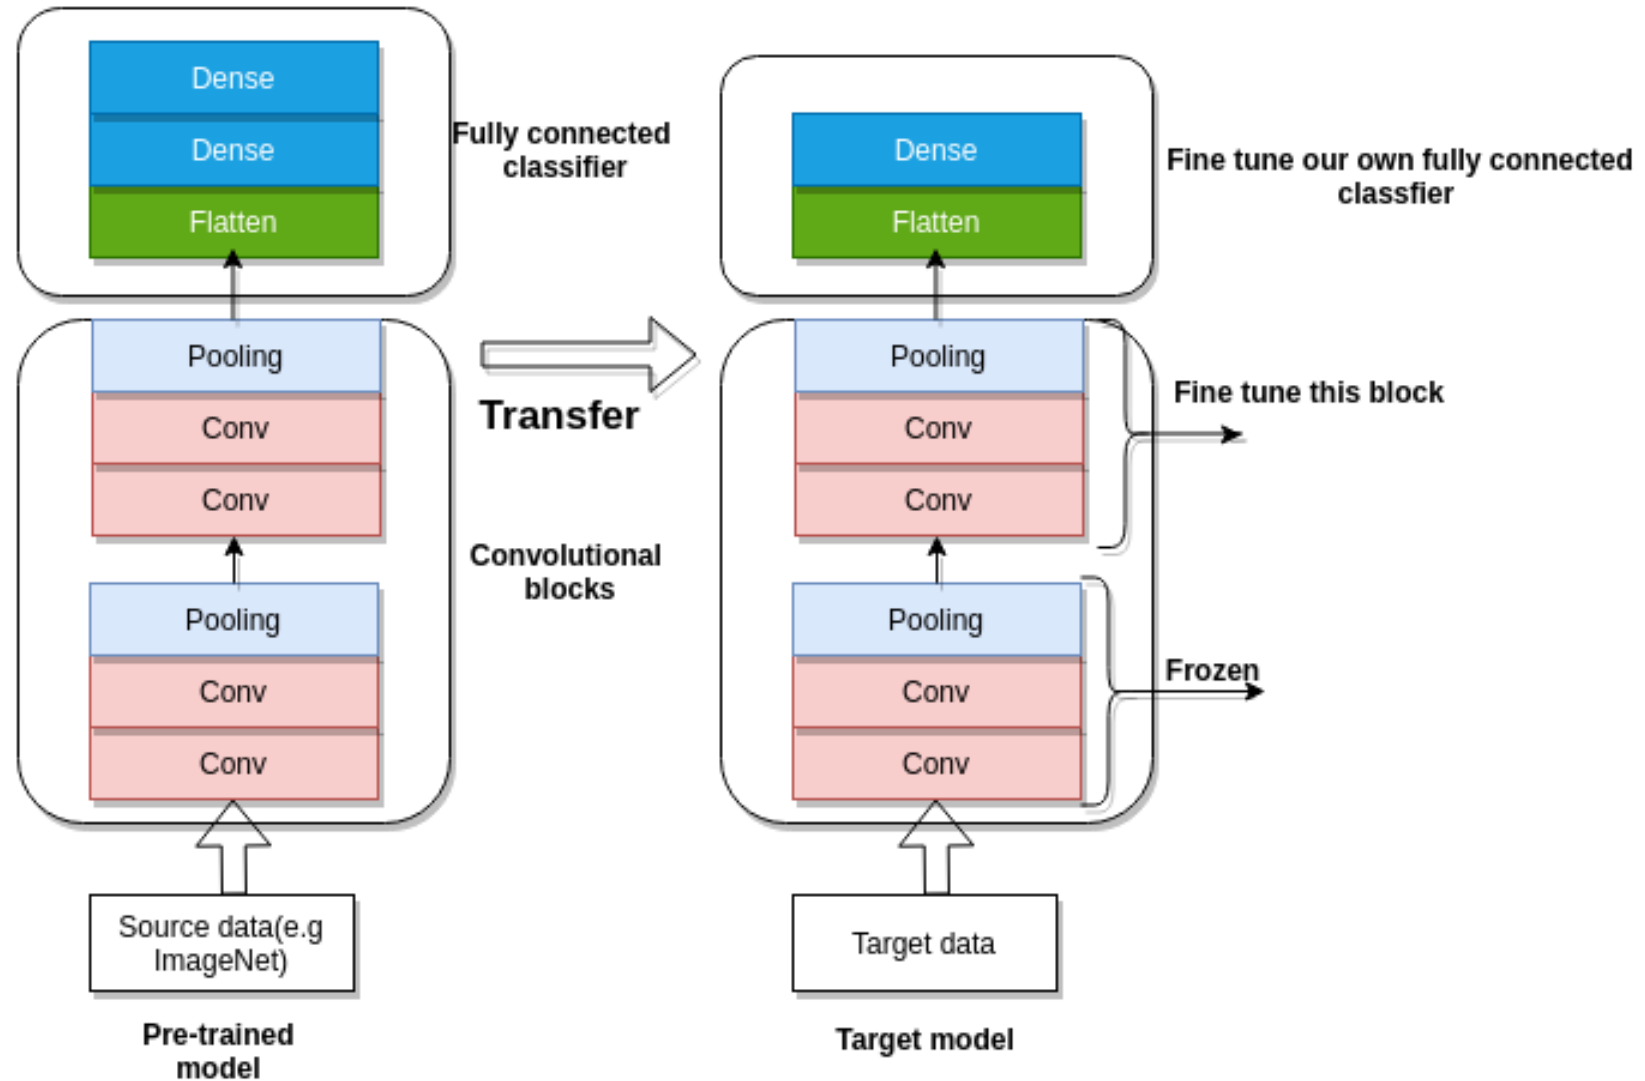 Dense
Dense
Flatten
Fully connected
classifier
Pooling
Conv
Conv
Convolutional
blocks
Pooling
Conv
Conv
Source data(e.g
ImageNet)
Pre-trained
model
Transfer
Dense
Flatten
Fine tune our own fully connected
classfier
Pooling
Conv
Conv
Fine tune this block
Pooling
Conv
Conv
Frozen
Target data
Target model